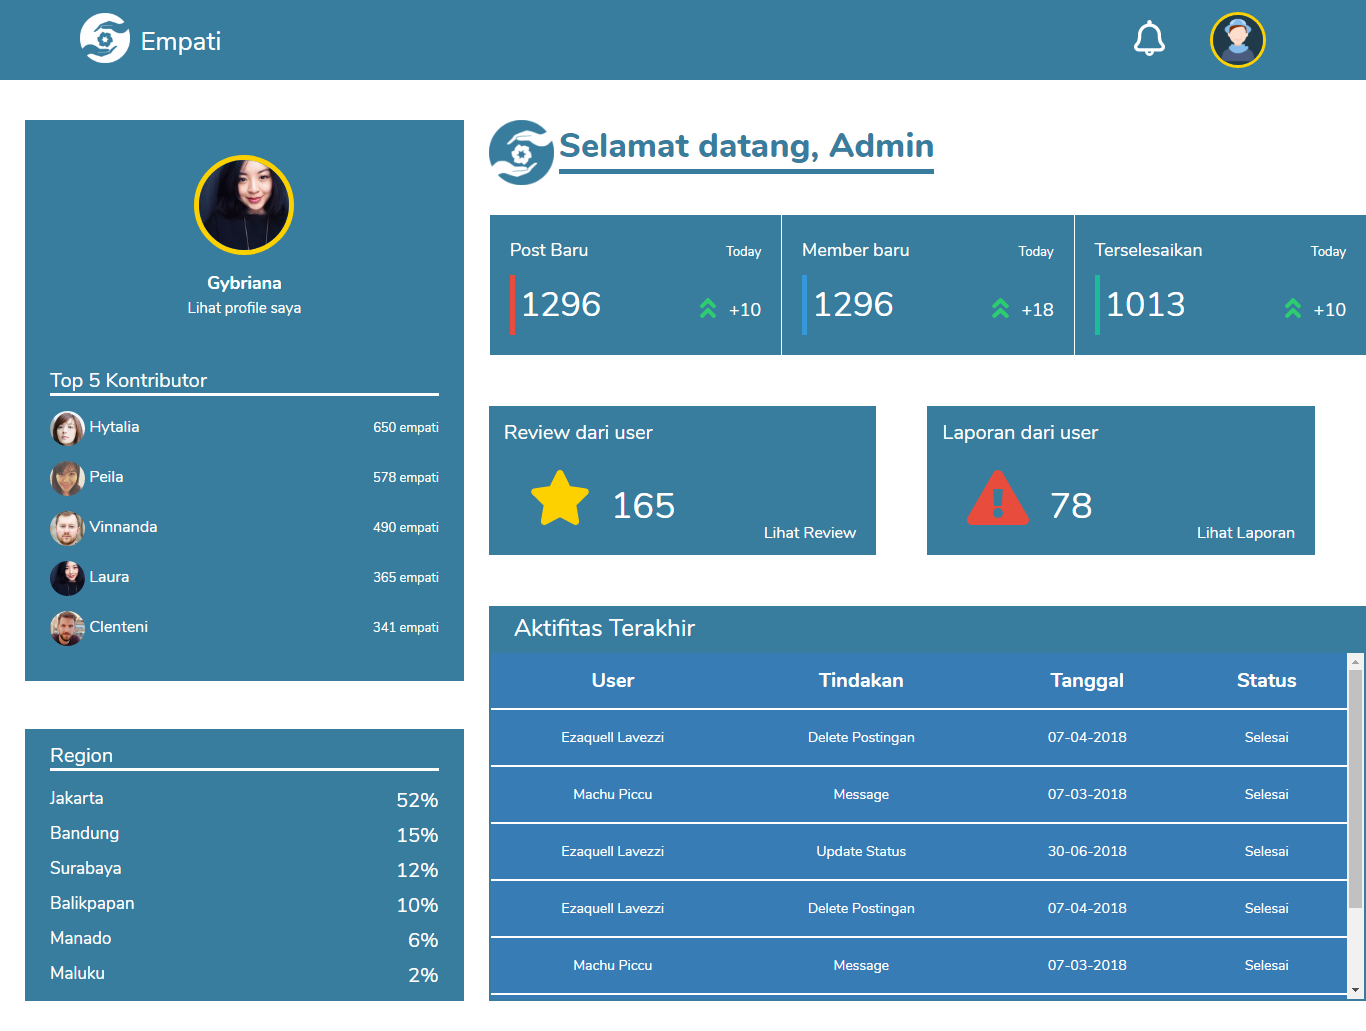 Empati
Gybriana
Lihat profile saya
Top 5 Kontributor
Hytalia 650 empati
Peila 578 empati
Vinnanda 490 empati
Laura 365 empati
Clenteni 341 empati
Region
Jakarta 52%
Bandung 15%
Surabaya 12%
Balikpapan 10%
Manado 6%
Maluku 2%
Selamat datang, Admin
Post Baru Today
1296 +10
Member baru Today
1296 +18
Terselesaikan Today
1013 +10
Review dari user
165
Lihat Review
Laporan dari user
78
Lihat Laporan
Aktifitas Terakhir
User Tindakan Tanggal Status
Ezaquell Lavezzi Delete Postingan 07-04-2018 Selesai
Machu Piccu Message 07-03-2018 Selesai
Ezaquell Lavezzi Update Status 30-06-2018 Selesai
Ezaquell Lavezzi Delete Postingan 07-04-2018 Selesai
Machu Piccu Message 07-03-2018 Selesai